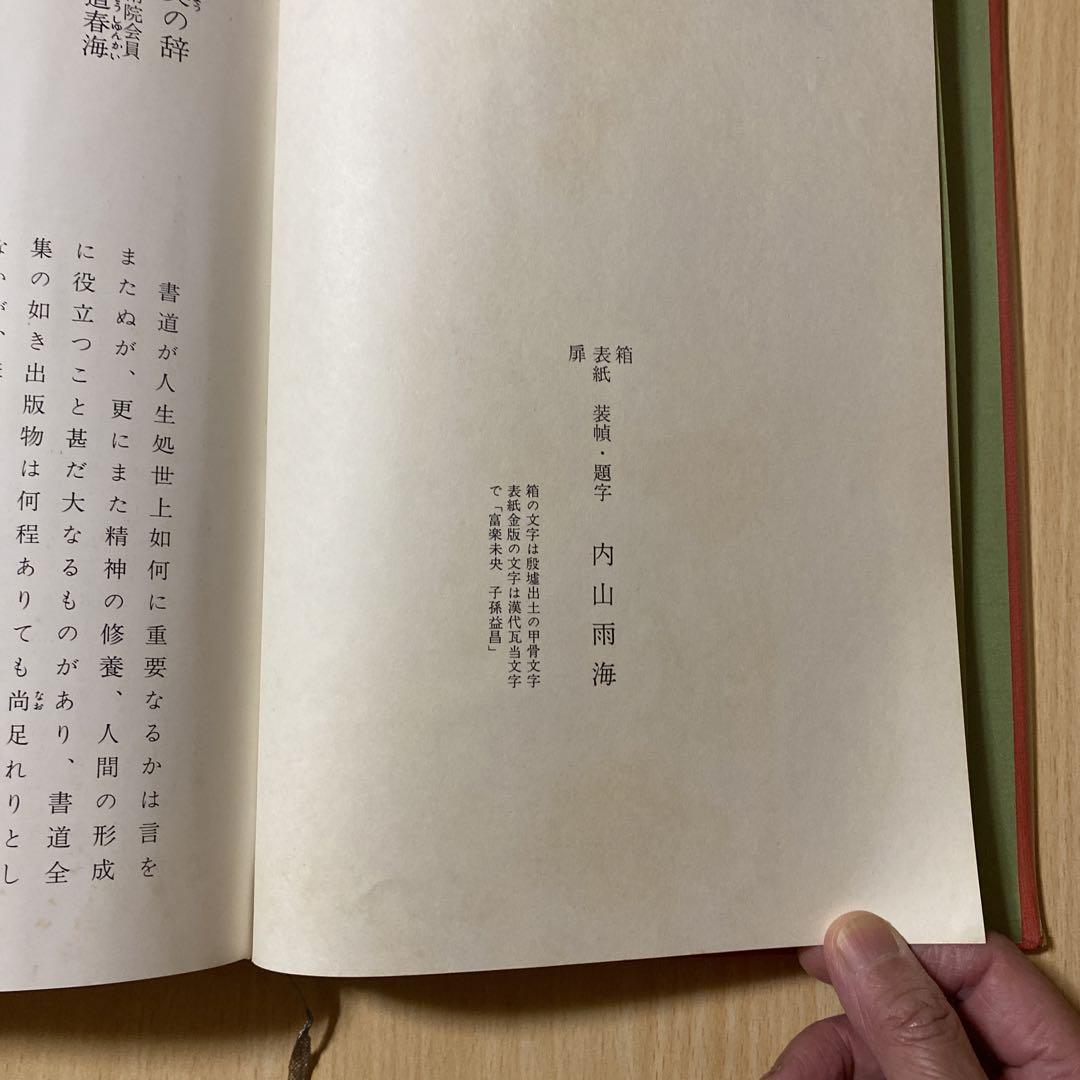 箱
表紙　装幀・題字　内山雨海
扉
箱の文字は殷墟出土の甲骨文字
表紙金版の文字は漢代瓦当文字
で「富楽未央　子孫益昌」
の辞
院会員
道春海
しゅんかい
書道が人生処世上如何に重要なるかは言を
またぬが、更にまた精神の修養、人間の形成
に役立つこと甚だ大なるものがあり、書道全
集の如き出版物は何程ありても尚足れりとし
なお